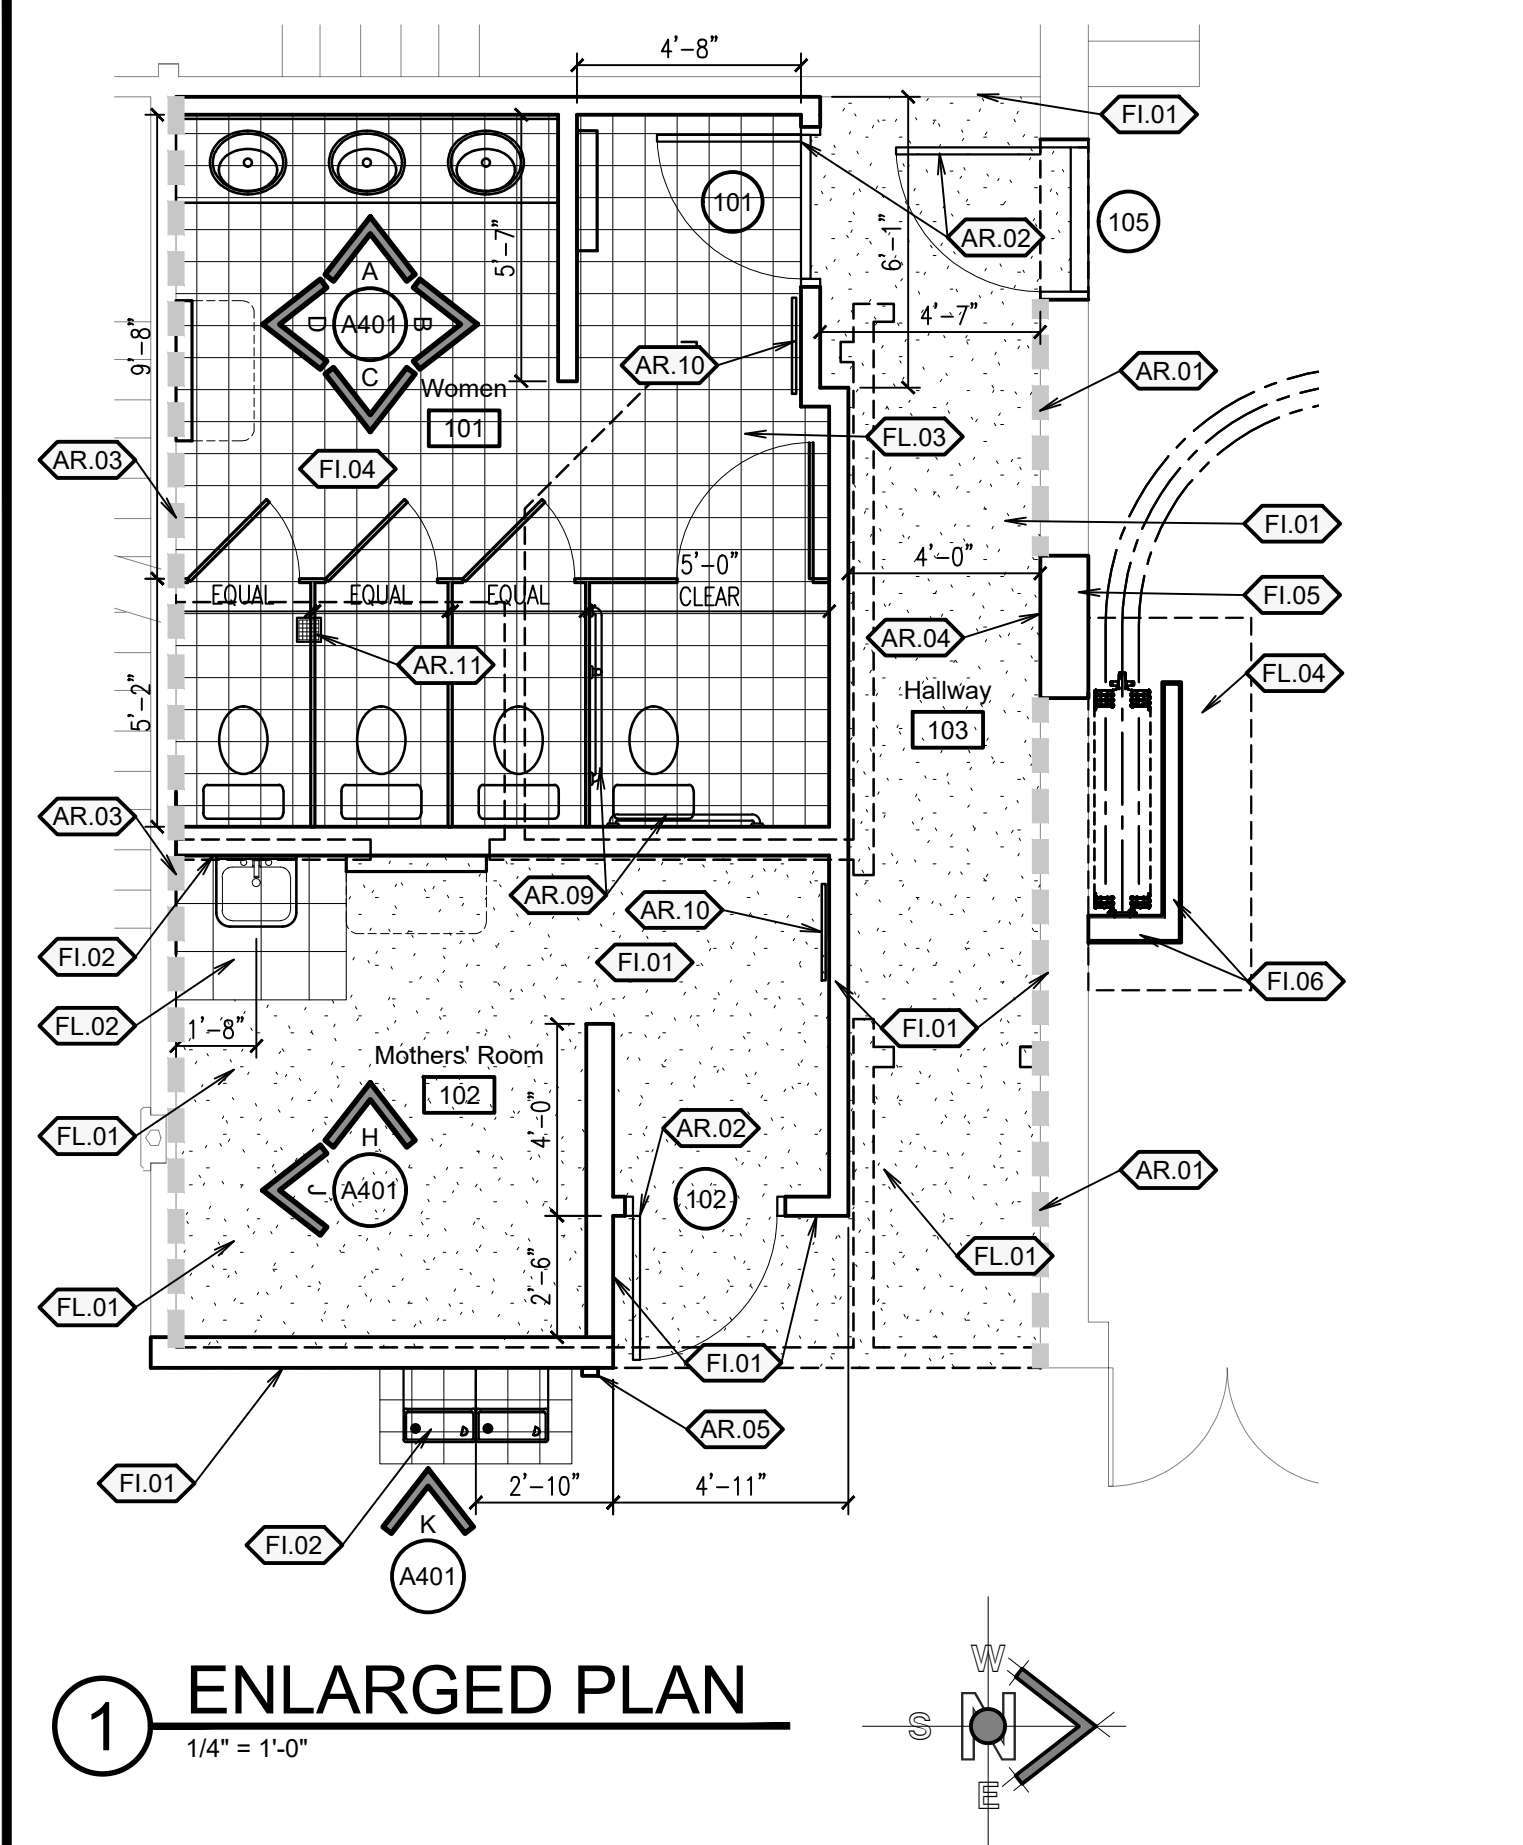 4'-8"
FI.01
101
105
AR.02
5'-7"
6'-1"
A
D
A401
B
C
9'-8"
4'-7"
AR.10
AR.01
Women
101
FL.03
AR.03
FI.04
FI.01
5'-0"
CLEAR
4'-0"
EQUAL
EQUAL
EQUAL
FI.05
AR.04
AR.11
FL.04
5'-2"
Hallway
103
AR.03
AR.09
AR.10
FI.02
FI.01
FI.06
FL.02
1'-8"
FI.01
Mothers' Room
102
4'-0"
FL.01
H
AR.02
J
A401
102
AR.01
FL.01
2'-6"
FL.01
FI.01
AR.05
FI.01
2'-10"
4'-11"
K
FI.02
A401
1
ENLARGED PLAN
1/4" = 1'-0"
W
S
N
E